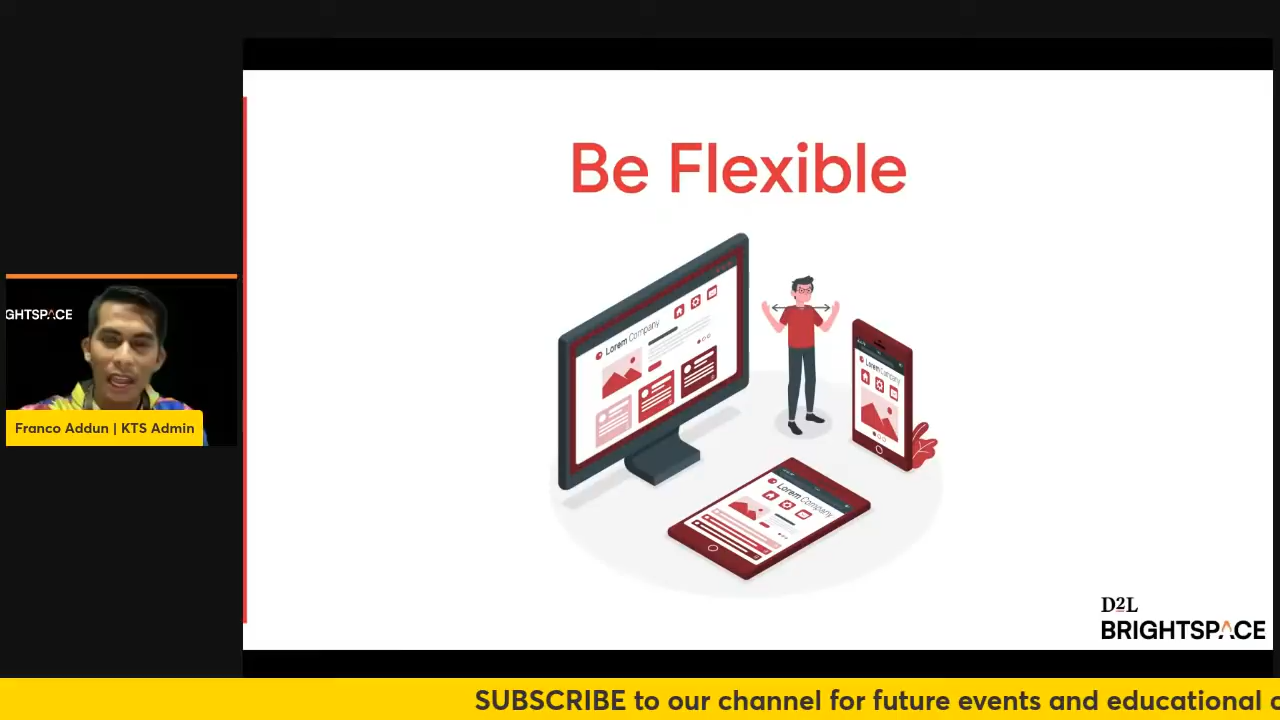 Be Flexible
GHTSPACE
Franco Addun | KTS Admin
Lorem Company
Lorem Company
Lorem Company
D2L
BRIGHTSPACE
SUBSCRIBE to our channel for future events and educational